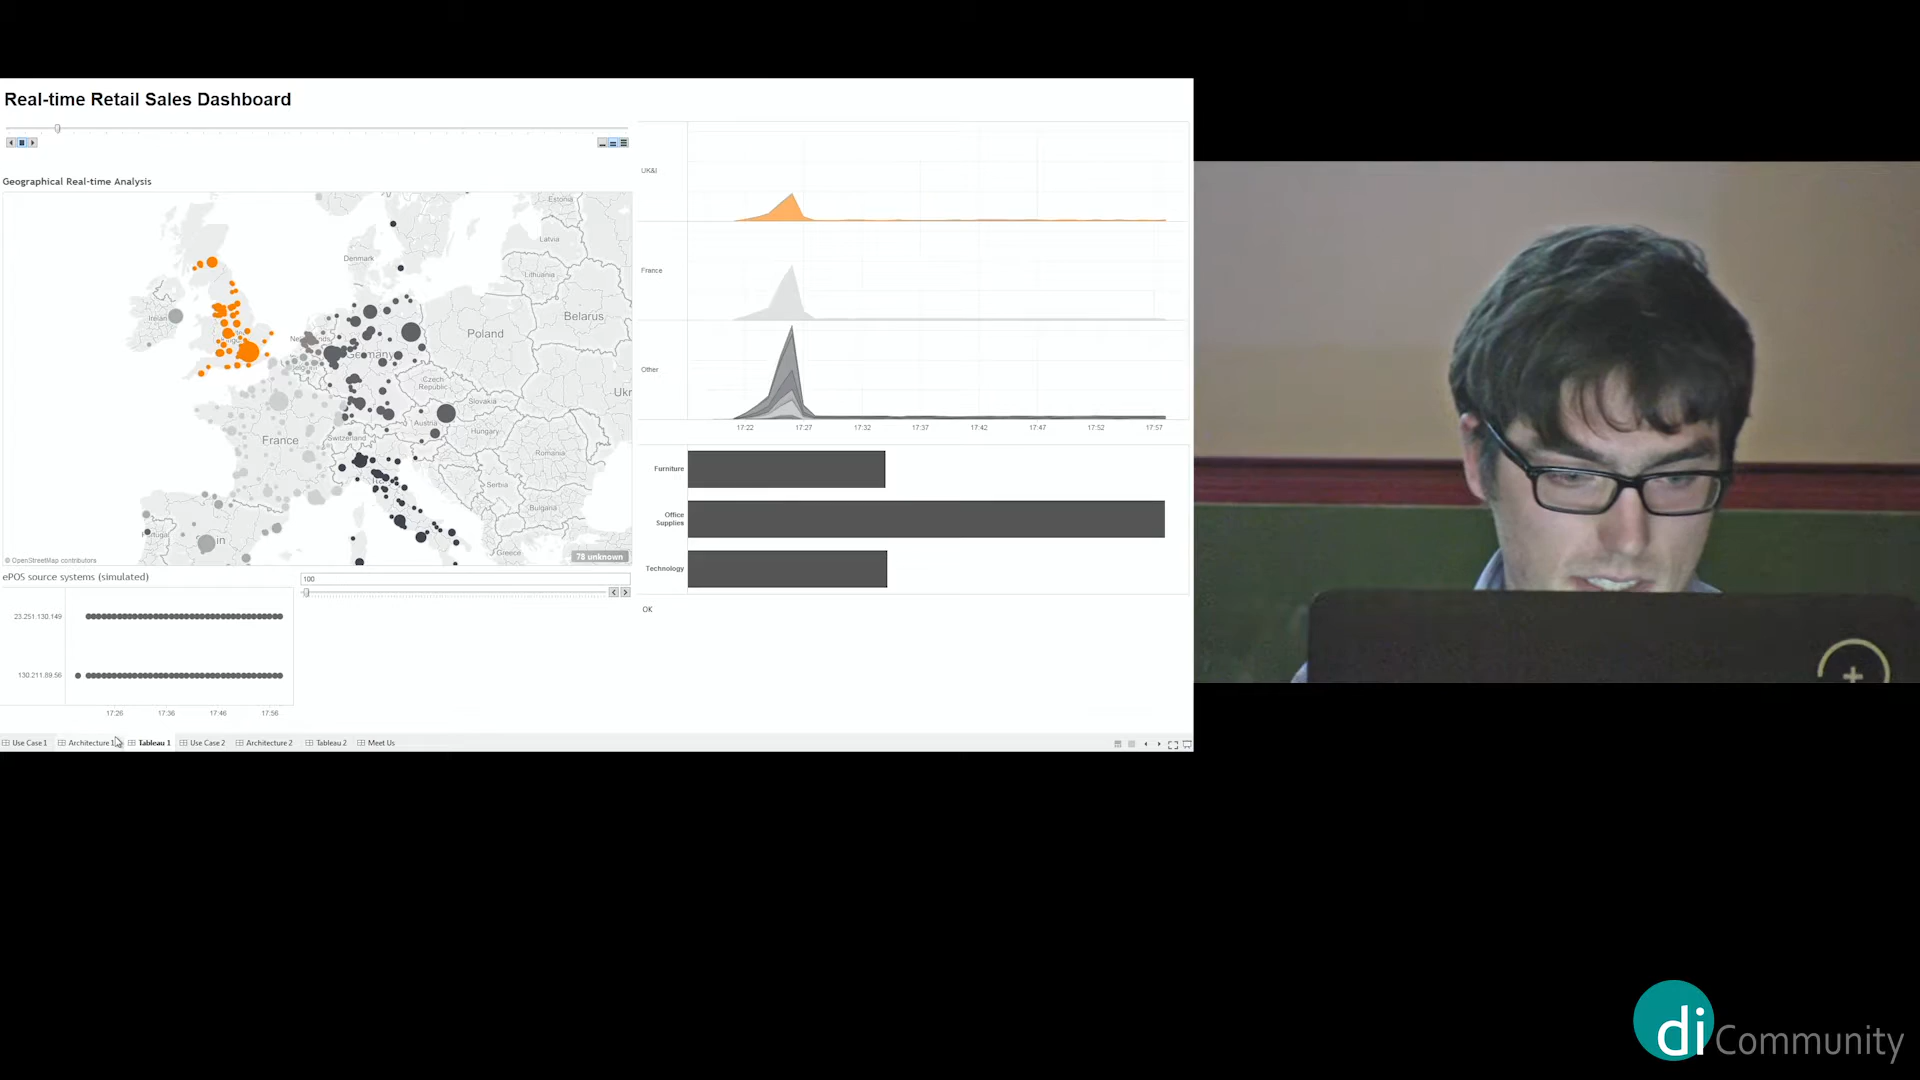 Real-time Retail Sales Dashboard
Geographical Real-time Analysis
Estonia
Latvia
Denmark
Lithuania
Belarus
Poland
Germany
Czech
Republic
Slovakia
Ukr
Austria
Hungary
Switzerland
France
Romania
Serbia
Bulgaria
Greece
© OpenStreetMap contributors
78 unknown
UK&I
France
Other
17:22 17:27 17:32 17:37 17:42 17:47 17:52 17:57
Furniture
Office
Supplies
Technology
OK
ePOS source systems (simulated)
100
23.251.130.149
130.211.89.56
17:26 17:36 17:46 17:56
Use Case 1 Architecture 1 Tableau 1 Use Case 2 Architecture 2 Tableau 2 Meet Us
di Community